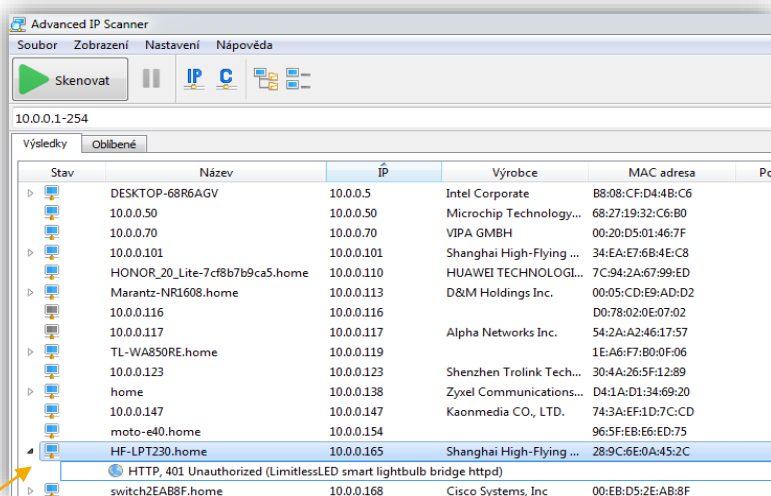 Advanced IP Scanner
Soubor Zobrazení Nastavení Nápověda
Skenovat IP C
10.0.0.1-254
Výsledky Oblíbené
Stav Název IP Výrobce MAC adresa Po
DESKTOP-68R6AGV 10.0.0.5 Intel Corporate B8:08:CF:D4:4B:C6
10.0.0.50 10.0.0.50 Microchip Technology... 68:27:19:32:C6:B0
10.0.0.70 10.0.0.70 VIPA GMBH 00:20:D5:01:46:7F
10.0.0.101 10.0.0.101 Shanghai High-Flying ... 34:EA:E7:6B:4E:C8
HONOR_20_Lite-7cf8b7b9ca5.home 10.0.0.110 HUAWEI TECHNOLOGI... 7C:94:2A:67:99:ED
Marantz-NR1608.home 10.0.0.113 D&M Holdings Inc. 00:05:CD:E9:AD:D2
10.0.0.116 10.0.0.116 D0:78:02:0E:07:02
10.0.0.117 10.0.0.117 Alpha Networks Inc. 54:2A:A2:46:17:57
TL-WA850RE.home 10.0.0.119 1E:A6:F7:B0:0F:06
10.0.0.123 10.0.0.123 Shenzhen Trolink Tech... 30:4A:26:5F:12:89
home 10.0.0.138 Zyxel Communications... D4:1A:D1:34:69:20
10.0.0.147 10.0.0.147 Kaonmedia CO., LTD. 74:3A:EF:1D:7C:CD
moto-e40.home 10.0.0.154 96:5F:EB:E6:ED:75
HF-LPT230.home 10.0.0.165 Shanghai High-Flying ... 28:9C:6E:0A:45:2C
HTTP, 401 Unauthorized (LimitlessLED smart lightbulb bridge httpd)
switch2EAB8F.home 10.0.0.168 Cisco Systems, Inc 00:EB:D5:2E:AB:8F